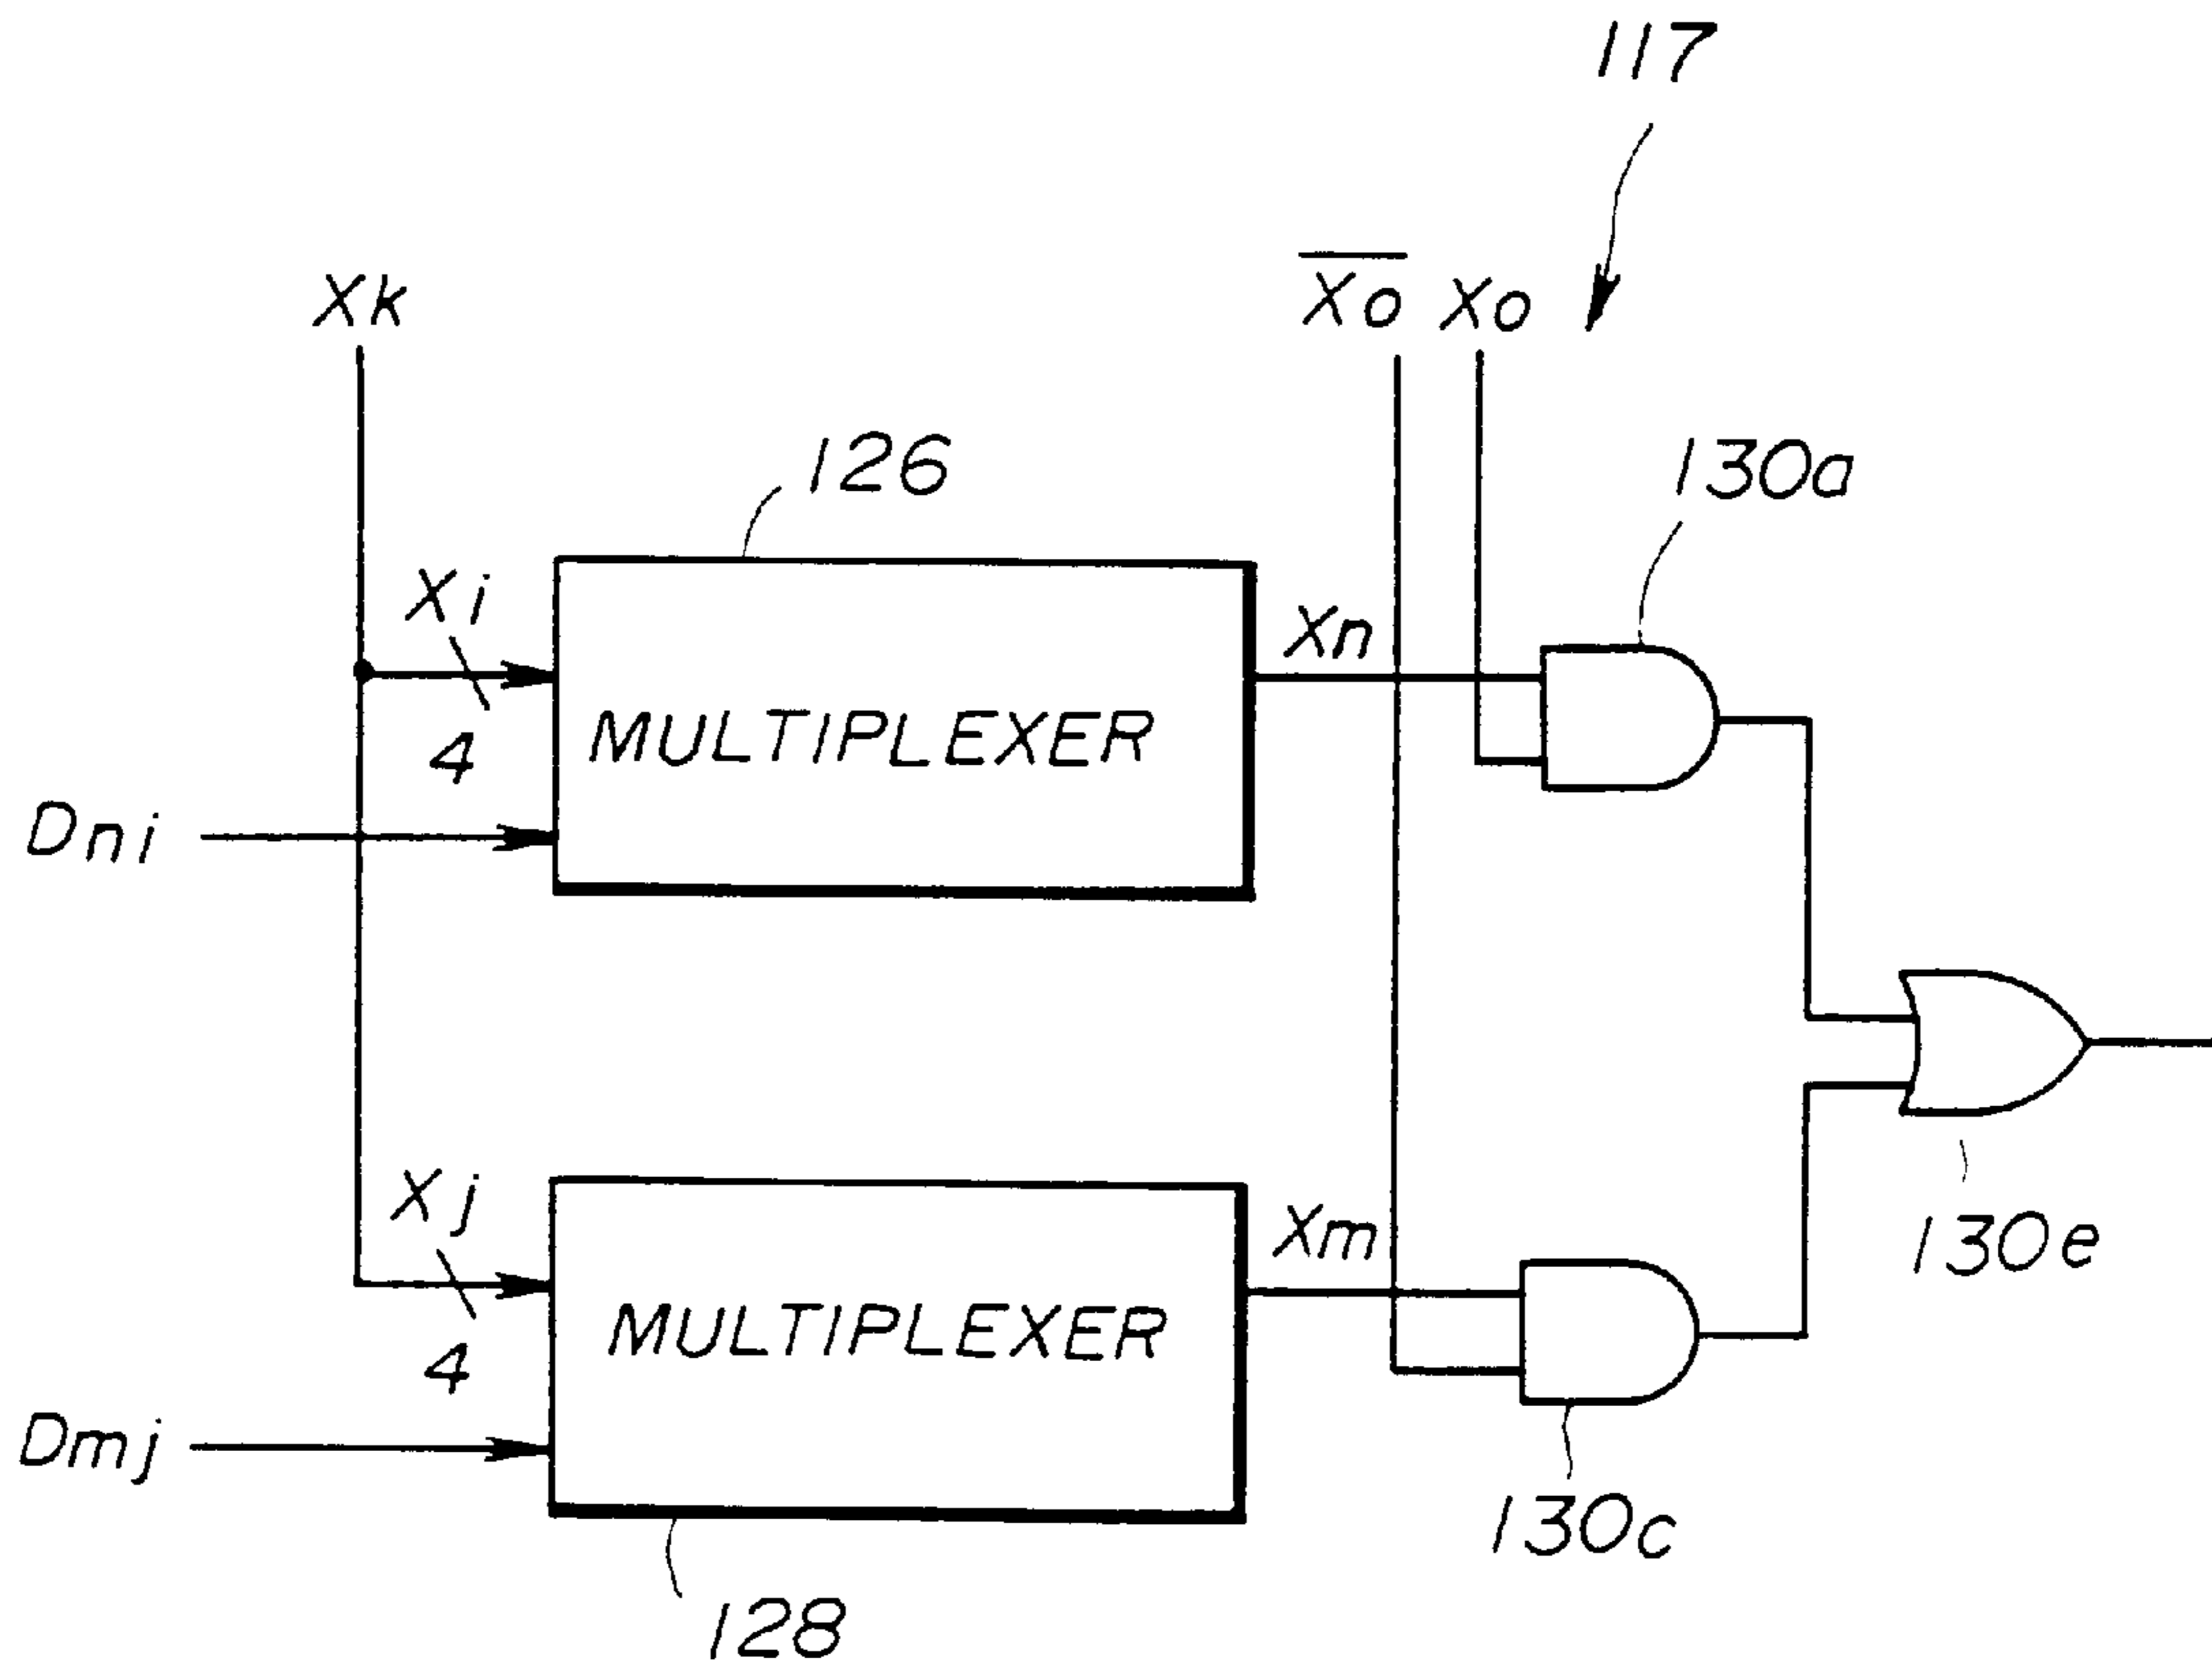 117
Xk
X̅o̅ Xo
126
130a
Xi
Xn
4
MULTIPLEXER
Dni
Xj
Xm
130e
4
MULTIPLEXER
Dmj
130c
128